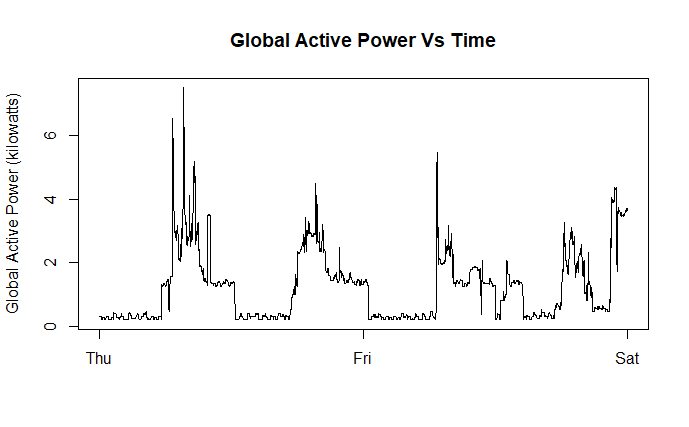 Global Active Power Vs Time
Global Active Power (kilowatts)
6
4
2
0
Thu Fri Sat